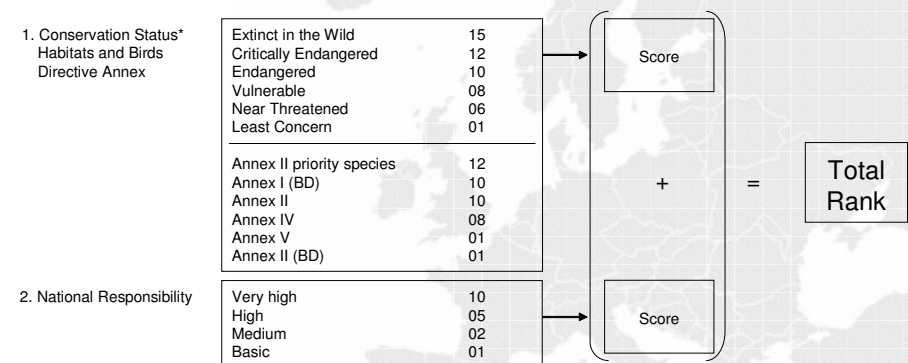 1. Conservation Status*
Habitats and Birds
Directive Annex
Extinct in the Wild 15
Critically Endangered 12
Endangered 10
Vulnerable 08
Near Threatened 06
Least Concern 01
Annex II priority species 12
Annex I (BD) 10
Annex II 10
Annex IV 08
Annex V 01
Annex II (BD) 01
Score
+
=
Total
Rank
2. National Responsibility
Very high 10
High 05
Medium 02
Basic 01
Score